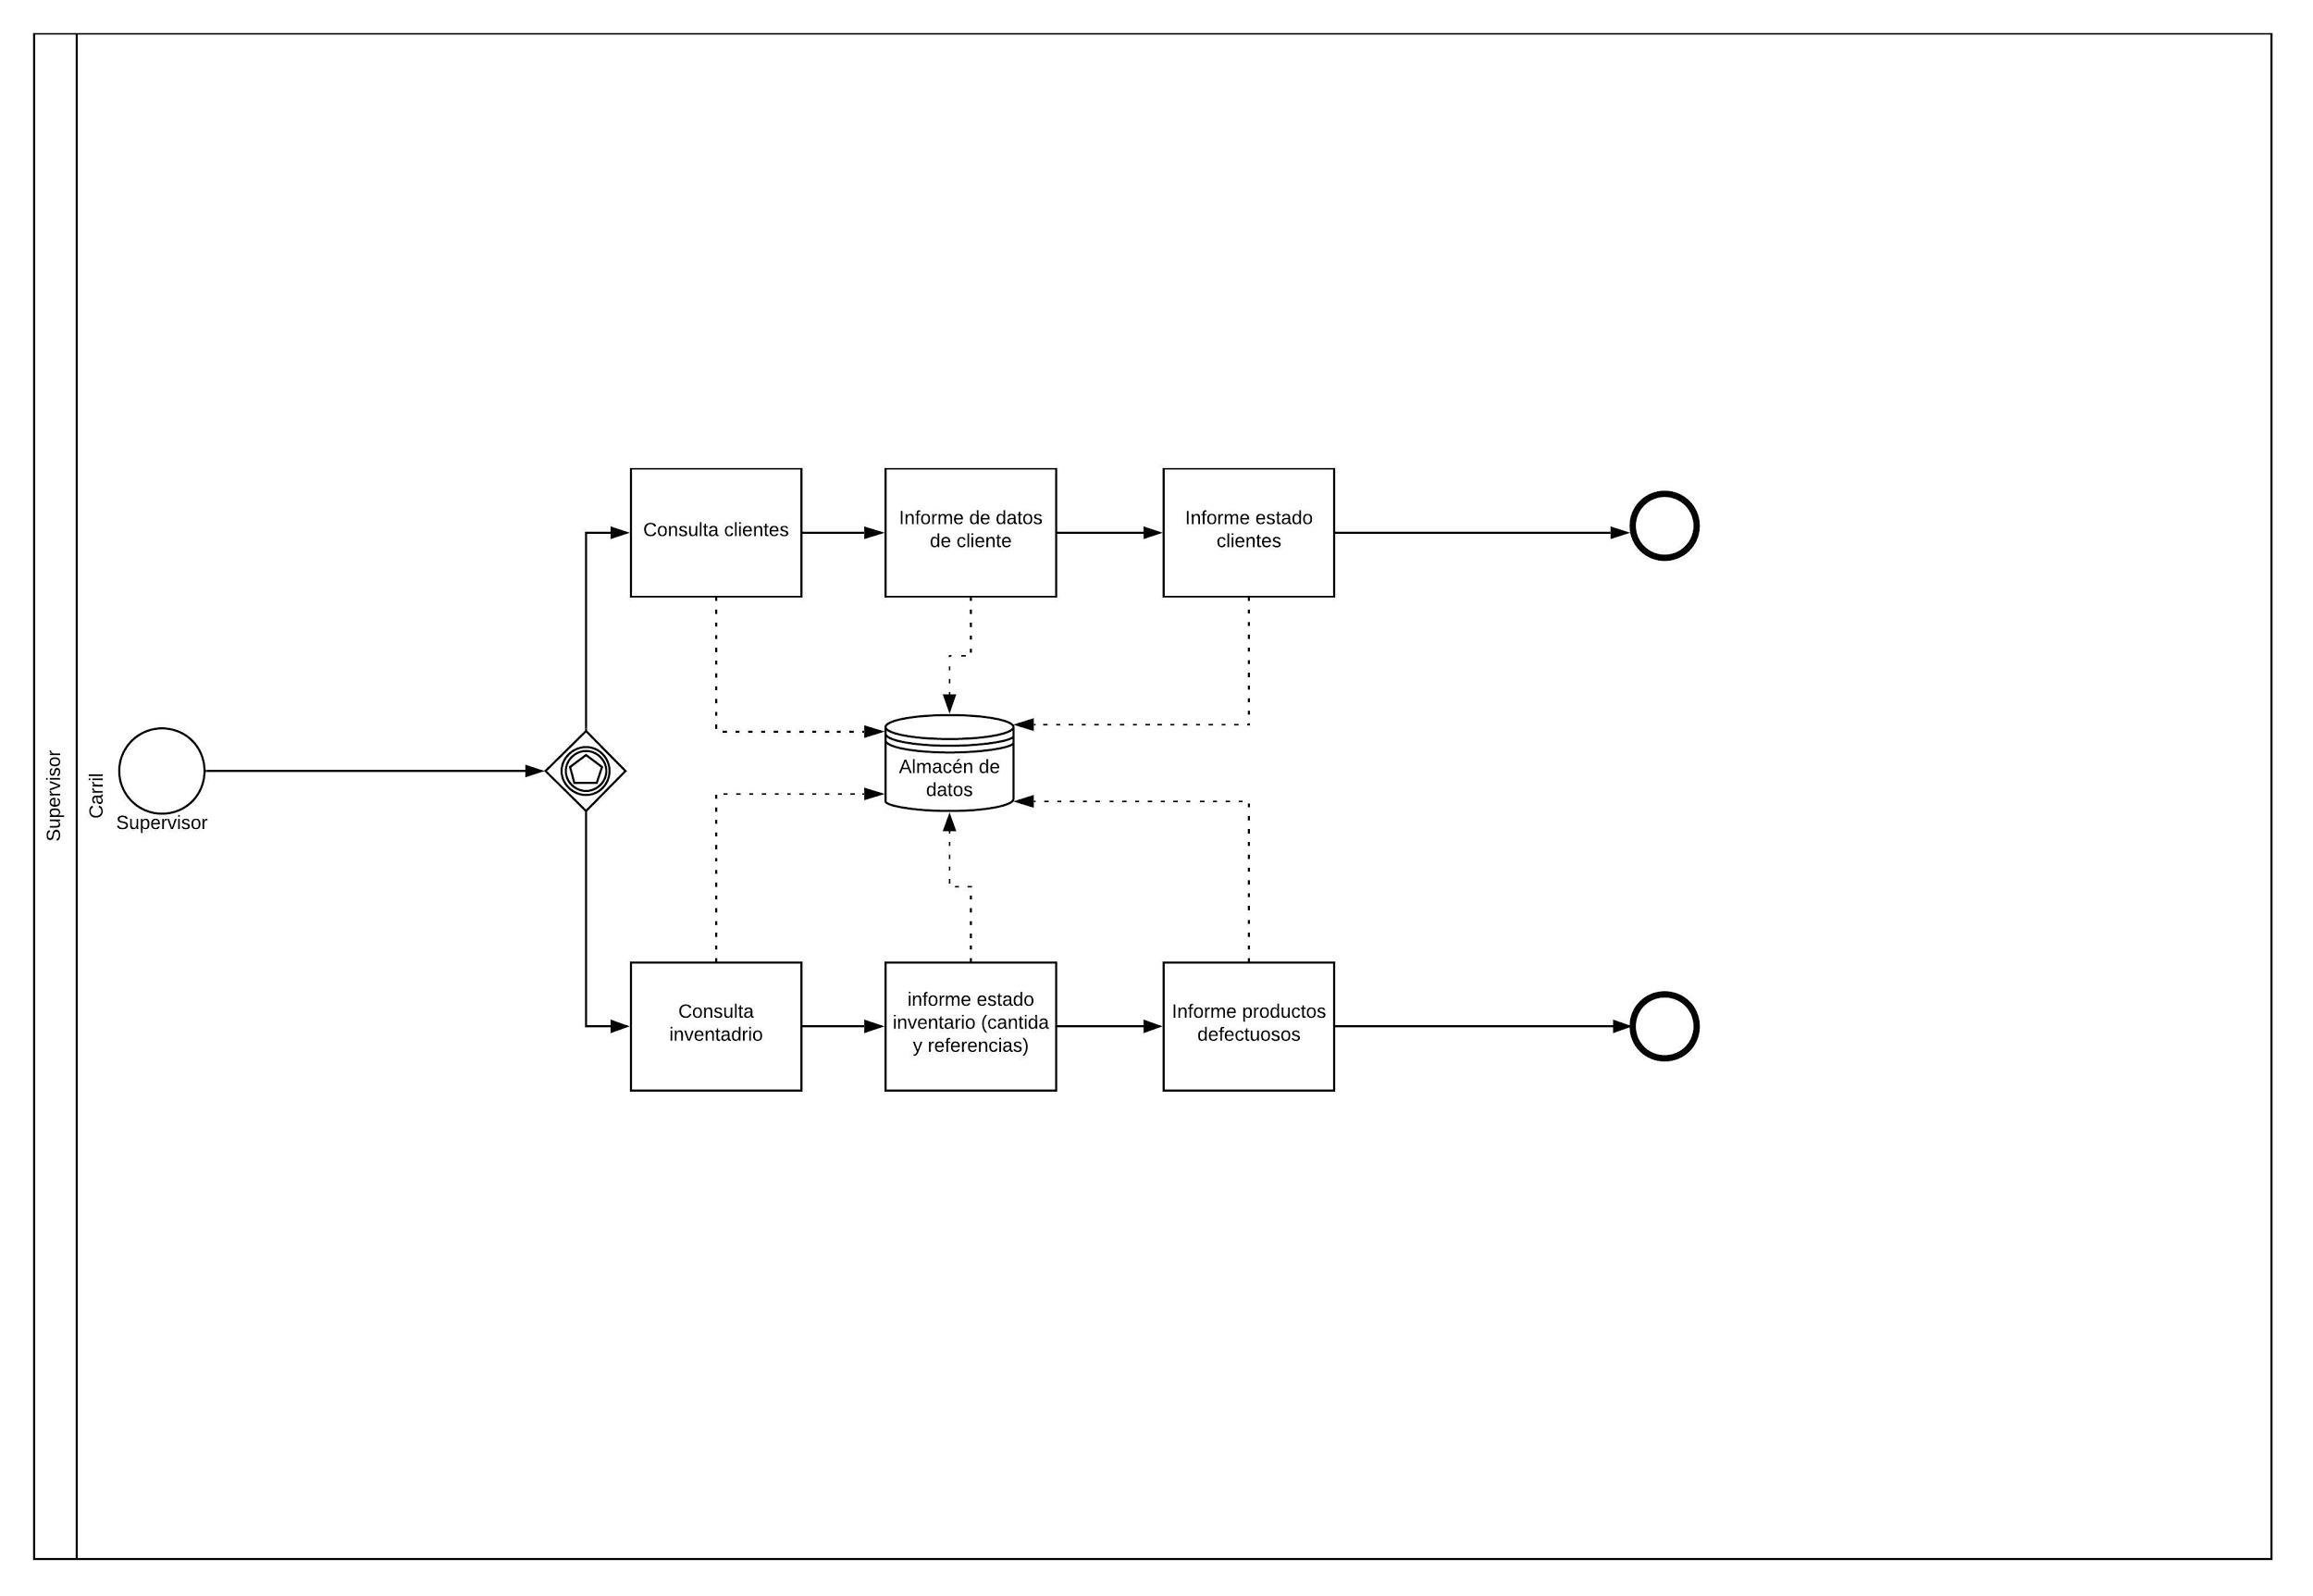 Supervisor
Carril
Supervisor
Consulta clientes
Informe de datos
de cliente
Informe estado
clientes
Almacén de
datos
Consulta
inventadrio
informe estado
inventario (cantida
y referencias)
Informe productos
defectuosos